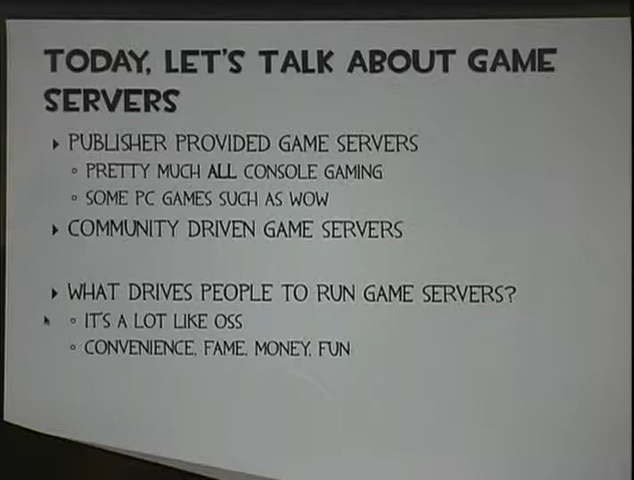 TODAY, LET'S TALK ABOUT GAME
SERVERS
PUBLISHER PROVIDED GAME SERVERS
PRETTY MUCH ALL CONSOLE GAMING
SOME PC GAMES SUCH AS WOW
COMMUNITY DRIVEN GAME SERVERS
WHAT DRIVES PEOPLE TO RUN GAME SERVERS?
IT'S A LOT LIKE OSS
CONVENIENCE, FAME, MONEY, FUN